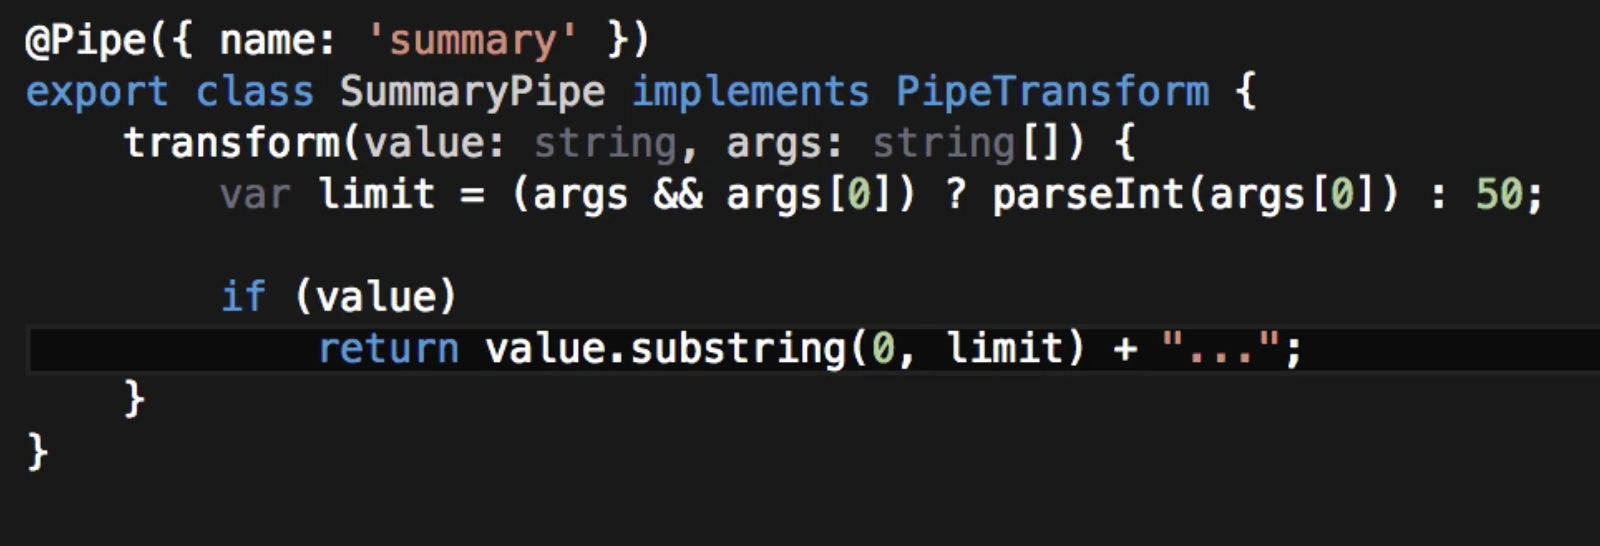 @Pipe({ name: 'summary' })
export class SummaryPipe implements PipeTransform {
    transform(value: string, args: string[]) {
        var limit = (args && args[0]) ? parseInt(args[0]) : 50;

        if (value)
            return value.substring(0, limit) + "...";
    }
}